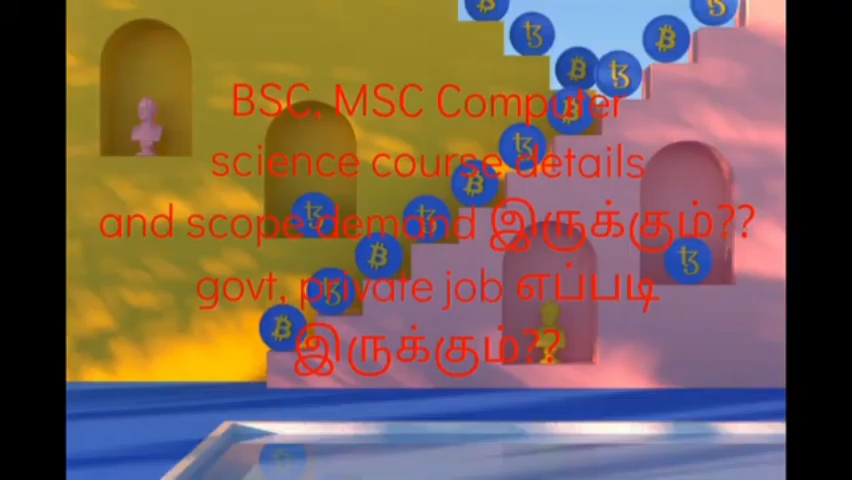 BSC, MSC Computer
science course details
and scope demand இருக்கும்??
govt, private job எப்படி
இருக்கும்??